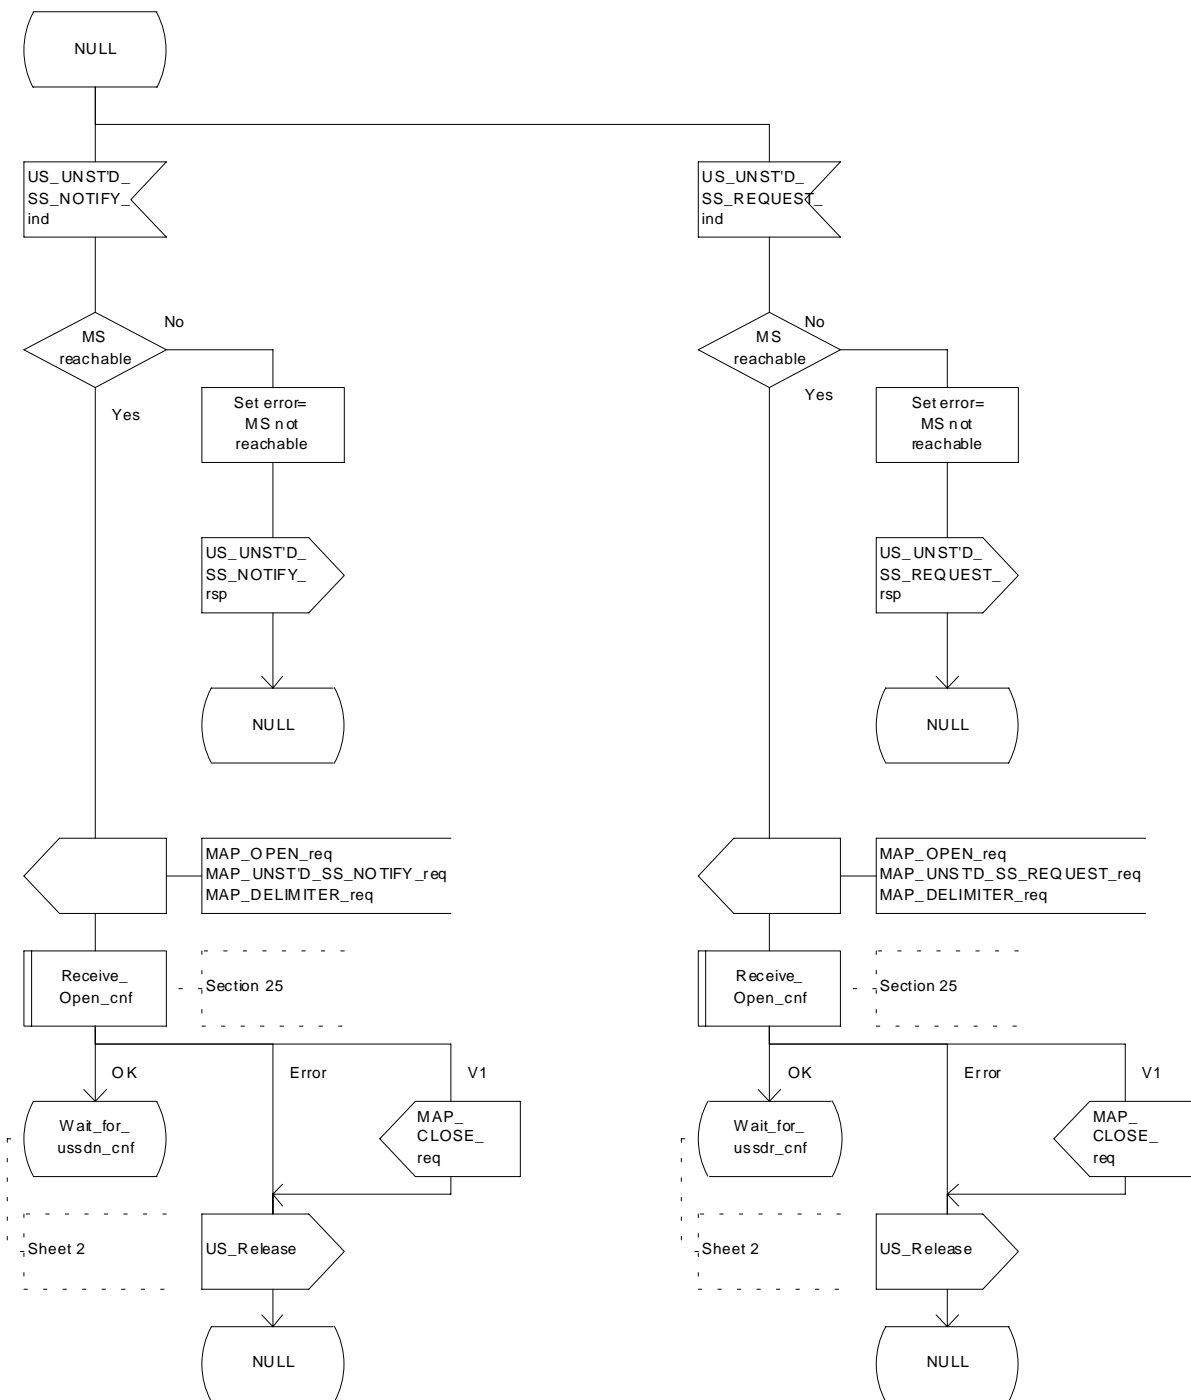 NULL
US_UNST'D_
SS_NOTIFY_
ind
US_UNST'D_
SS_REQUEST_
ind
MS
reachable
No
Yes
MS
reachable
No
Yes
Set error=
MS not
reachable
Set error=
MS not
reachable
US_UNST'D_
SS_NOTIFY_
rsp
US_UNST'D_
SS_REQUEST_
rsp
NULL
NULL
MAP_OPEN_req
MAP_UNST'D_SS_NOTIFY_req
MAP_DELIMITER_req
MAP_OPEN_req
MAP_UNST'D_SS_REQUEST_req
MAP_DELIMITER_req
Receive_
Open_cnf
Section 25
Receive_
Open_cnf
Section 25
OK
Error
V1
OK
Error
V1
Wait_for_
ussdn_cnf
MAP_
CLOSE_
req
Wait_for_
ussdr_cnf
MAP_
CLOSE_
req
Sheet 2
US_Release
Sheet 2
US_Release
NULL
NULL